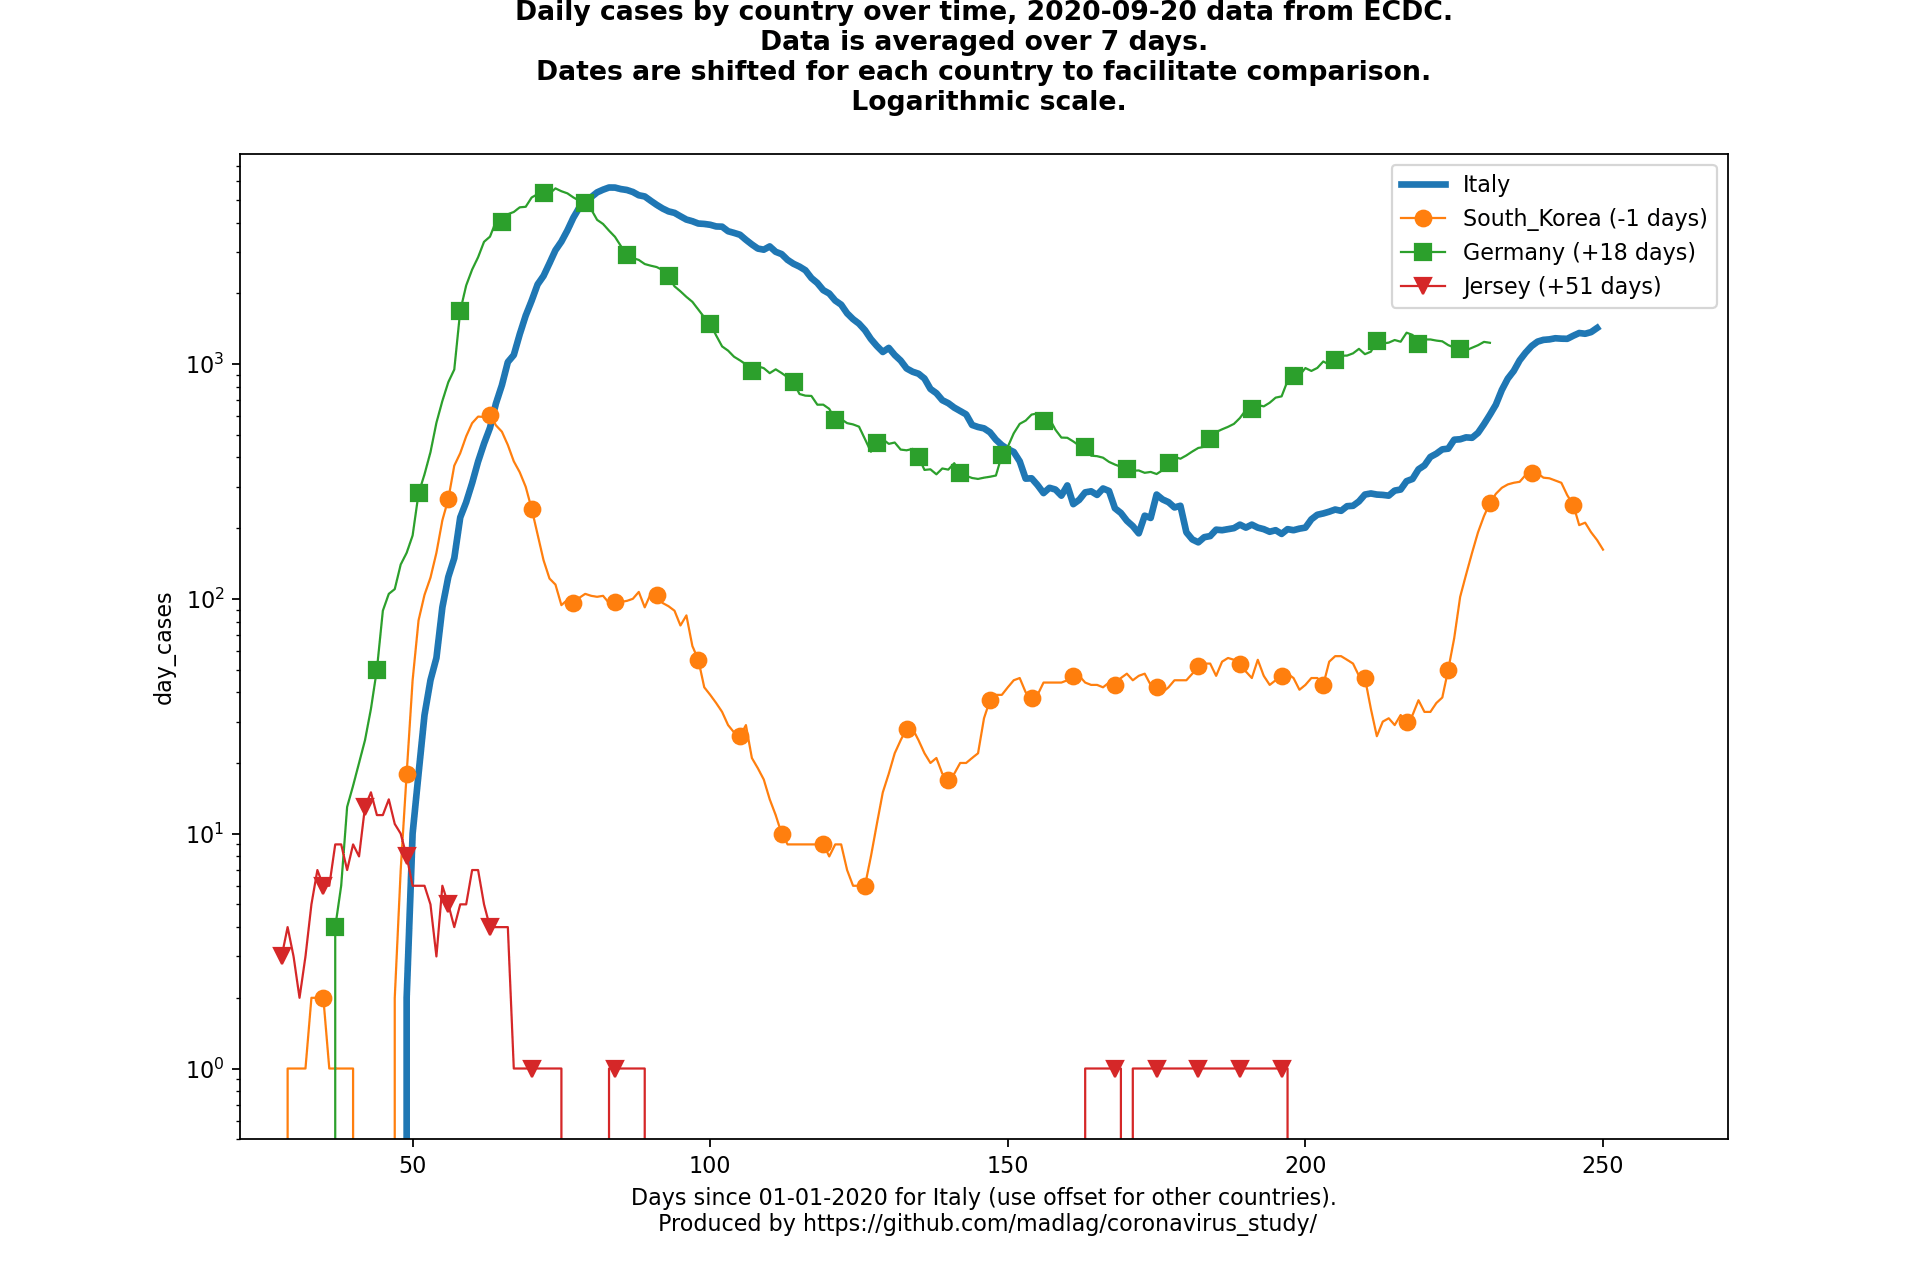 Daily cases by country over time, 2020-09-20 data from ECDC.
Data is averaged over 7 days.
Dates are shifted for each country to facilitate comparison.
Logarithmic scale.
Italy
South_Korea (-1 days)
Germany (+18 days)
Jersey (+51 days)
10³
10²
10¹
10⁰
day_cases
50 100 150 200 250
Days since 01-01-2020 for Italy (use offset for other countries).
Produced by https://github.com/madlag/coronavirus_study/